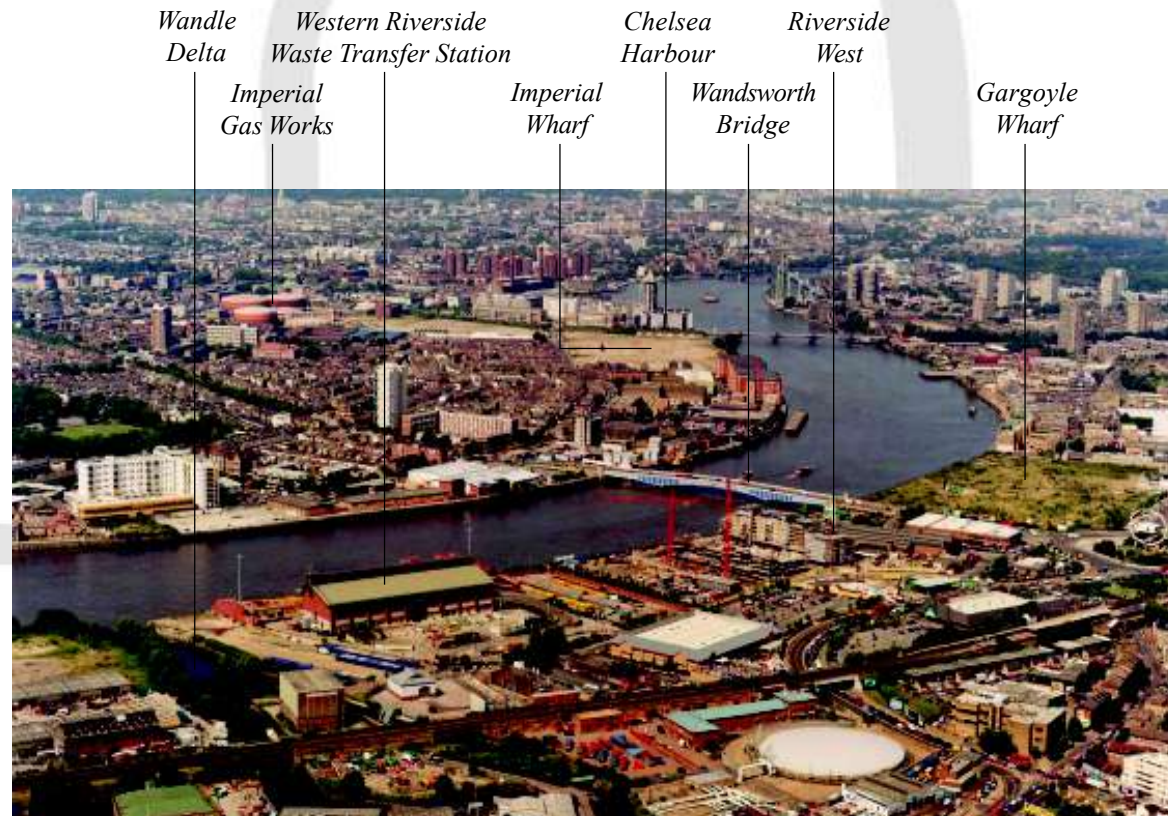 Wandle
Delta
Western Riverside
Waste Transfer Station
Chelsea
Harbour
Riverside
West
Imperial
Gas Works
Imperial
Wharf
Wandsworth
Bridge
Gargoyle
Wharf